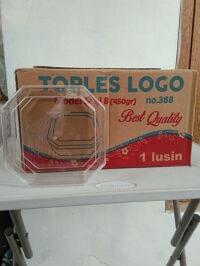 TOPLES LOGO
(450gr)
no.388
Best Quality
1 lusin